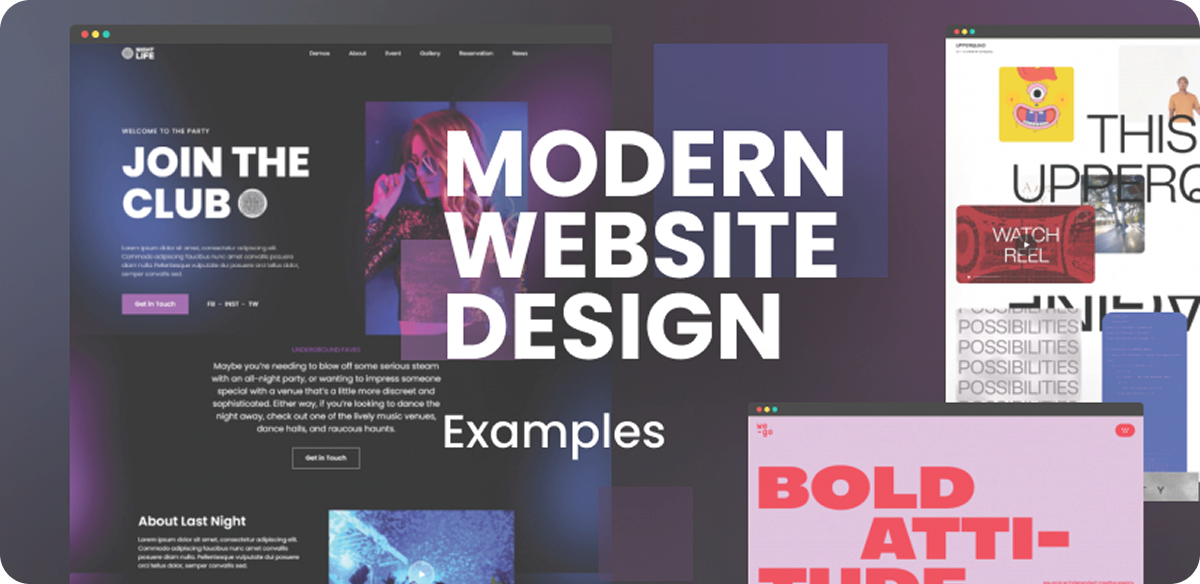 NIGHT
LIFE
Demos About Event Gallery Reservation News
WELCOME TO THE PARTY
JOIN THE
CLUB
Lorem ipsum dolor sit amet, consectetur adipiscing elit.
Commodo adipiscing faucibus nunc convallis posuere
diam nulla. Pellentesque vulputate dui posuere orci tellus dolor,
semper convallis sed.
Get in Touch
FB - INST - TW
UNDERGROUND FAVES
Maybe you're needing to blow off some serious steam
with an all-night party, or wanting to impress someone
special with a venue that's a little more discreet and
sophisticated. Either way, if you're looking to dance the
night away, check out one of the lively music venues,
dance halls, and raucous haunts.
Get in Touch
About Last Night
Lorem ipsum dolor sit amet, consectetur adipiscing elit.
Commodo adipiscing faucibus nunc convallis posuere
diam nulla. Pellentesque vulputate dui posuere orci tellus dolor,
semper convallis sed.
MODERN
WEBSITE
DESIGN
Examples
UPPERQUAD
THIS
UPPERQ
WATCH
REEL
POSSIBILITIES
POSSIBILITIES
POSSIBILITIES
POSSIBILITIES
POSSIBILITIES
T Y
we
-go
BOLD
ATTI-
TUDE